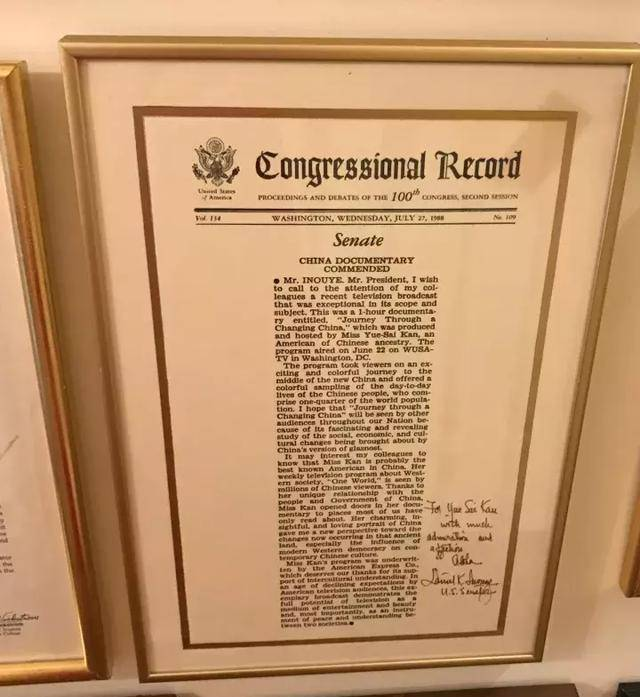 United States
of America
Congressional Record
PROCEEDINGS AND DEBATES OF THE 100th CONGRESS, SECOND SESSION
Vol. 134
WASHINGTON, WEDNESDAY, JULY 27, 1988
No. 109
Senate
CHINA DOCUMENTARY
COMMENDED
● Mr. INOUYE. Mr. President, I wish
to call to the attention of my col-
leagues a recent television broadcast
that was exceptional in its scope and
subject. This was a 1-hour documenta-
ry entitled, "Journey Through a
Changing China," which was produced
and hosted by Miss Yue-Sai Kan, an
American of Chinese ancestry. The
program aired on June 22 on WUSA-
TV in Washington, DC.
The program took viewers on an ex-
citing and colorful journey to the
middle of the new China and offered a
colorful sampling of the day-to-day
lives of the Chinese people, who com-
prise one-quarter of the world popula-
tion. I hope that "Journey through a
Changing China" will be seen by other
audiences throughout our Nation be-
cause of its fascinating and revealing
study of the social, economic, and cul-
tural changes being brought about by
China's version of glasnost.
It may interest my colleagues to
know that Miss Kan is probably the
best known American in China. Her
weekly television program about West-
ern society, "One World," is seen by
millions of Chinese viewers. Thanks to
her unique relationship with the
people and Government of China,
Miss Kan opened doors in her docu-
mentary to places most of us have
only read about. Her charming, in-
sightful, and loving portrait of China
gave me a new perspective toward the
changes now occurring in that ancient
land, especially the influence of
modern Western democracy on con-
temporary Chinese culture.
Miss Kan's program was underwrit-
ten by the American Express Co.,
which deserves our thanks for its sup-
port of intercultural understanding. In
an age of declining expectations by
American television audiences, this ex-
emplary broadcast demonstrates the
full potential of television as a
medium of entertainment and beauty
and, most importantly, as an instru-
ment of peace and understanding be-
tween two societies.●
For Yue Sai Kan
with much
admiration and
affection
Aloha
Daniel K. Inouye
U.S. Senator